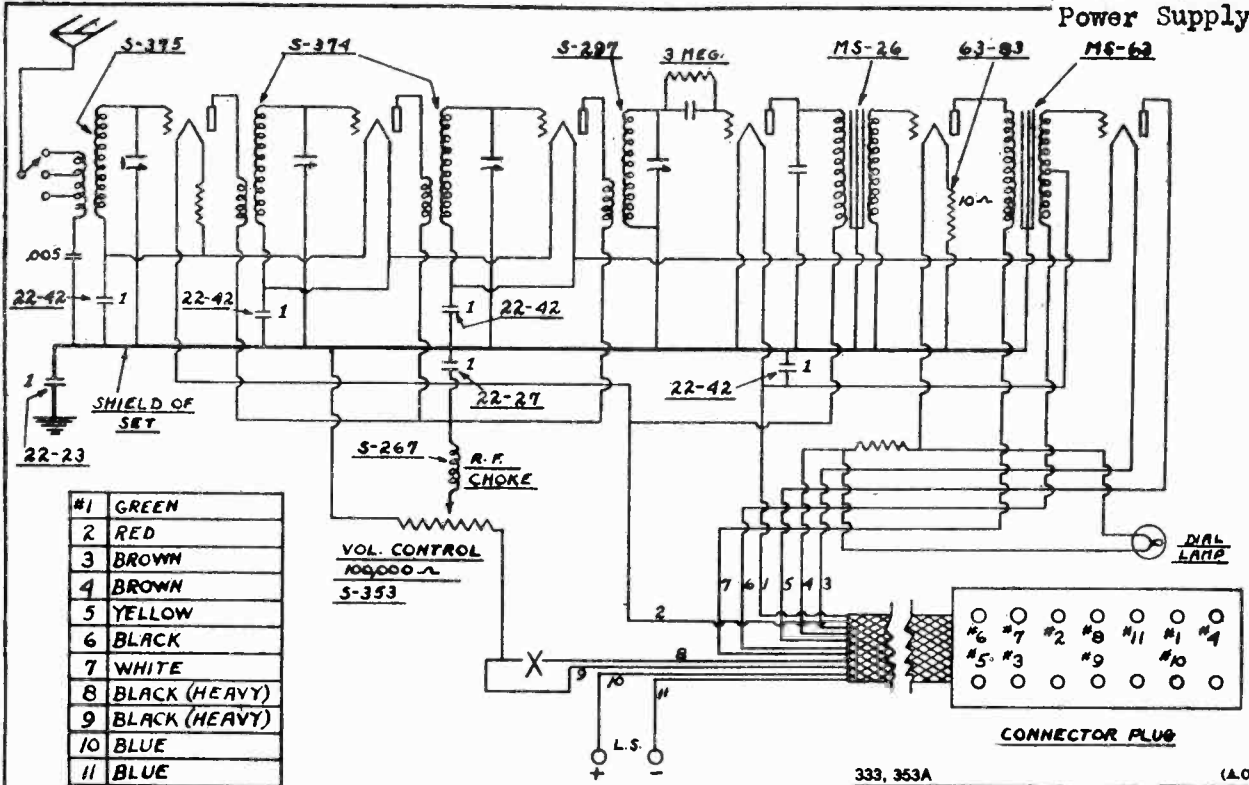 Power Supply
S-375
S-374
S-297
3 MEG.
MS-26
63-83
MS-63
10 Ω
.005
22-42
1
22-42
1
1
22-42
1
SHIELD OF
SET
22-23
1
22-27
1
22-42
S-267
R.F.
CHOKE
VOL. CONTROL
100,000 Ω
S-353
DIAL
LAMP
#1 GREEN
2 RED
3 BROWN
4 BROWN
5 YELLOW
6 BLACK
7 WHITE
8 BLACK (HEAVY)
9 BLACK (HEAVY)
10 BLUE
11 BLUE
7 6 1 5 4 3
2
8
9
10
11
L.S.
+ -
#6 #7 #2 #8 #11 #1 #4
#5 #3 #9 #10
CONNECTOR PLUG
333, 353A